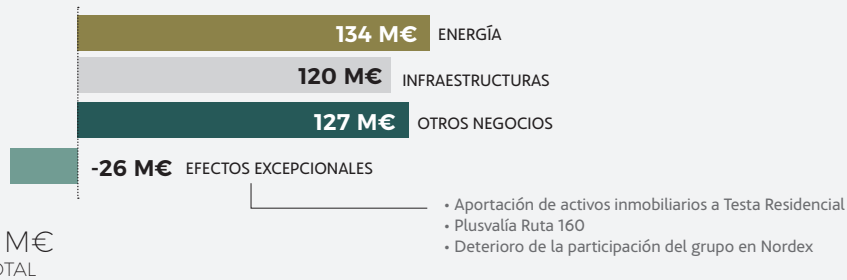 134 M€ ENERGÍA
120 M€ INFRAESTRUCTURAS
127 M€ OTROS NEGOCIOS
-26 M€ EFECTOS EXCEPCIONALES
• Aportación de activos inmobiliarios a Testa Residencial
• Plusvalía Ruta 160
• Deterioro de la participación del grupo en Nordex
M€